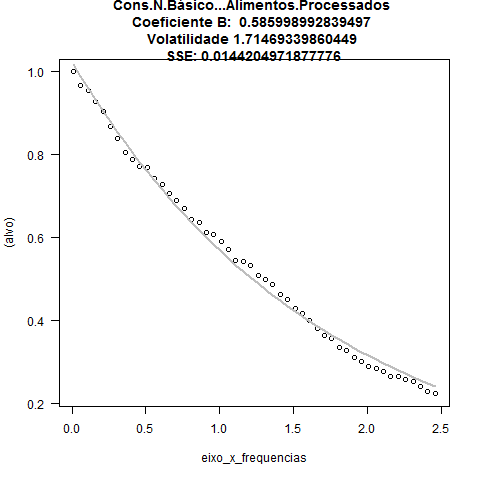 Cons.N.Básico...Alimentos.Processados
Coeficiente B:  0.585998992839497
Volatilidade 1.71469339860449
SSE: 0.0144204971877776
1.0
0.8
0.6
0.4
0.2
(alvo)
0.0
0.5
1.0
1.5
2.0
2.5
eixo_x_frequencias